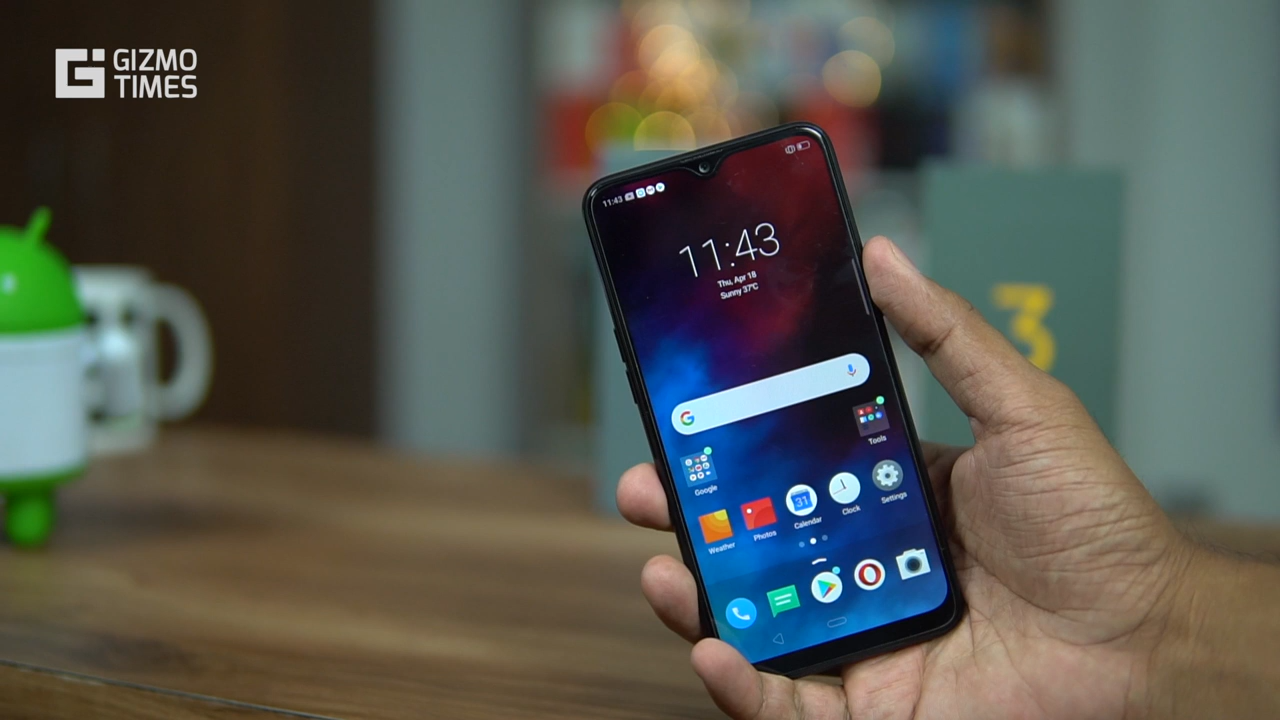 GIZMO
TIMES
11:43
11:43
Thu, Apr 18
Sunny 37°C
G
Tools
Google
31
Weather
Photos
Calendar
Clock
Settings
3